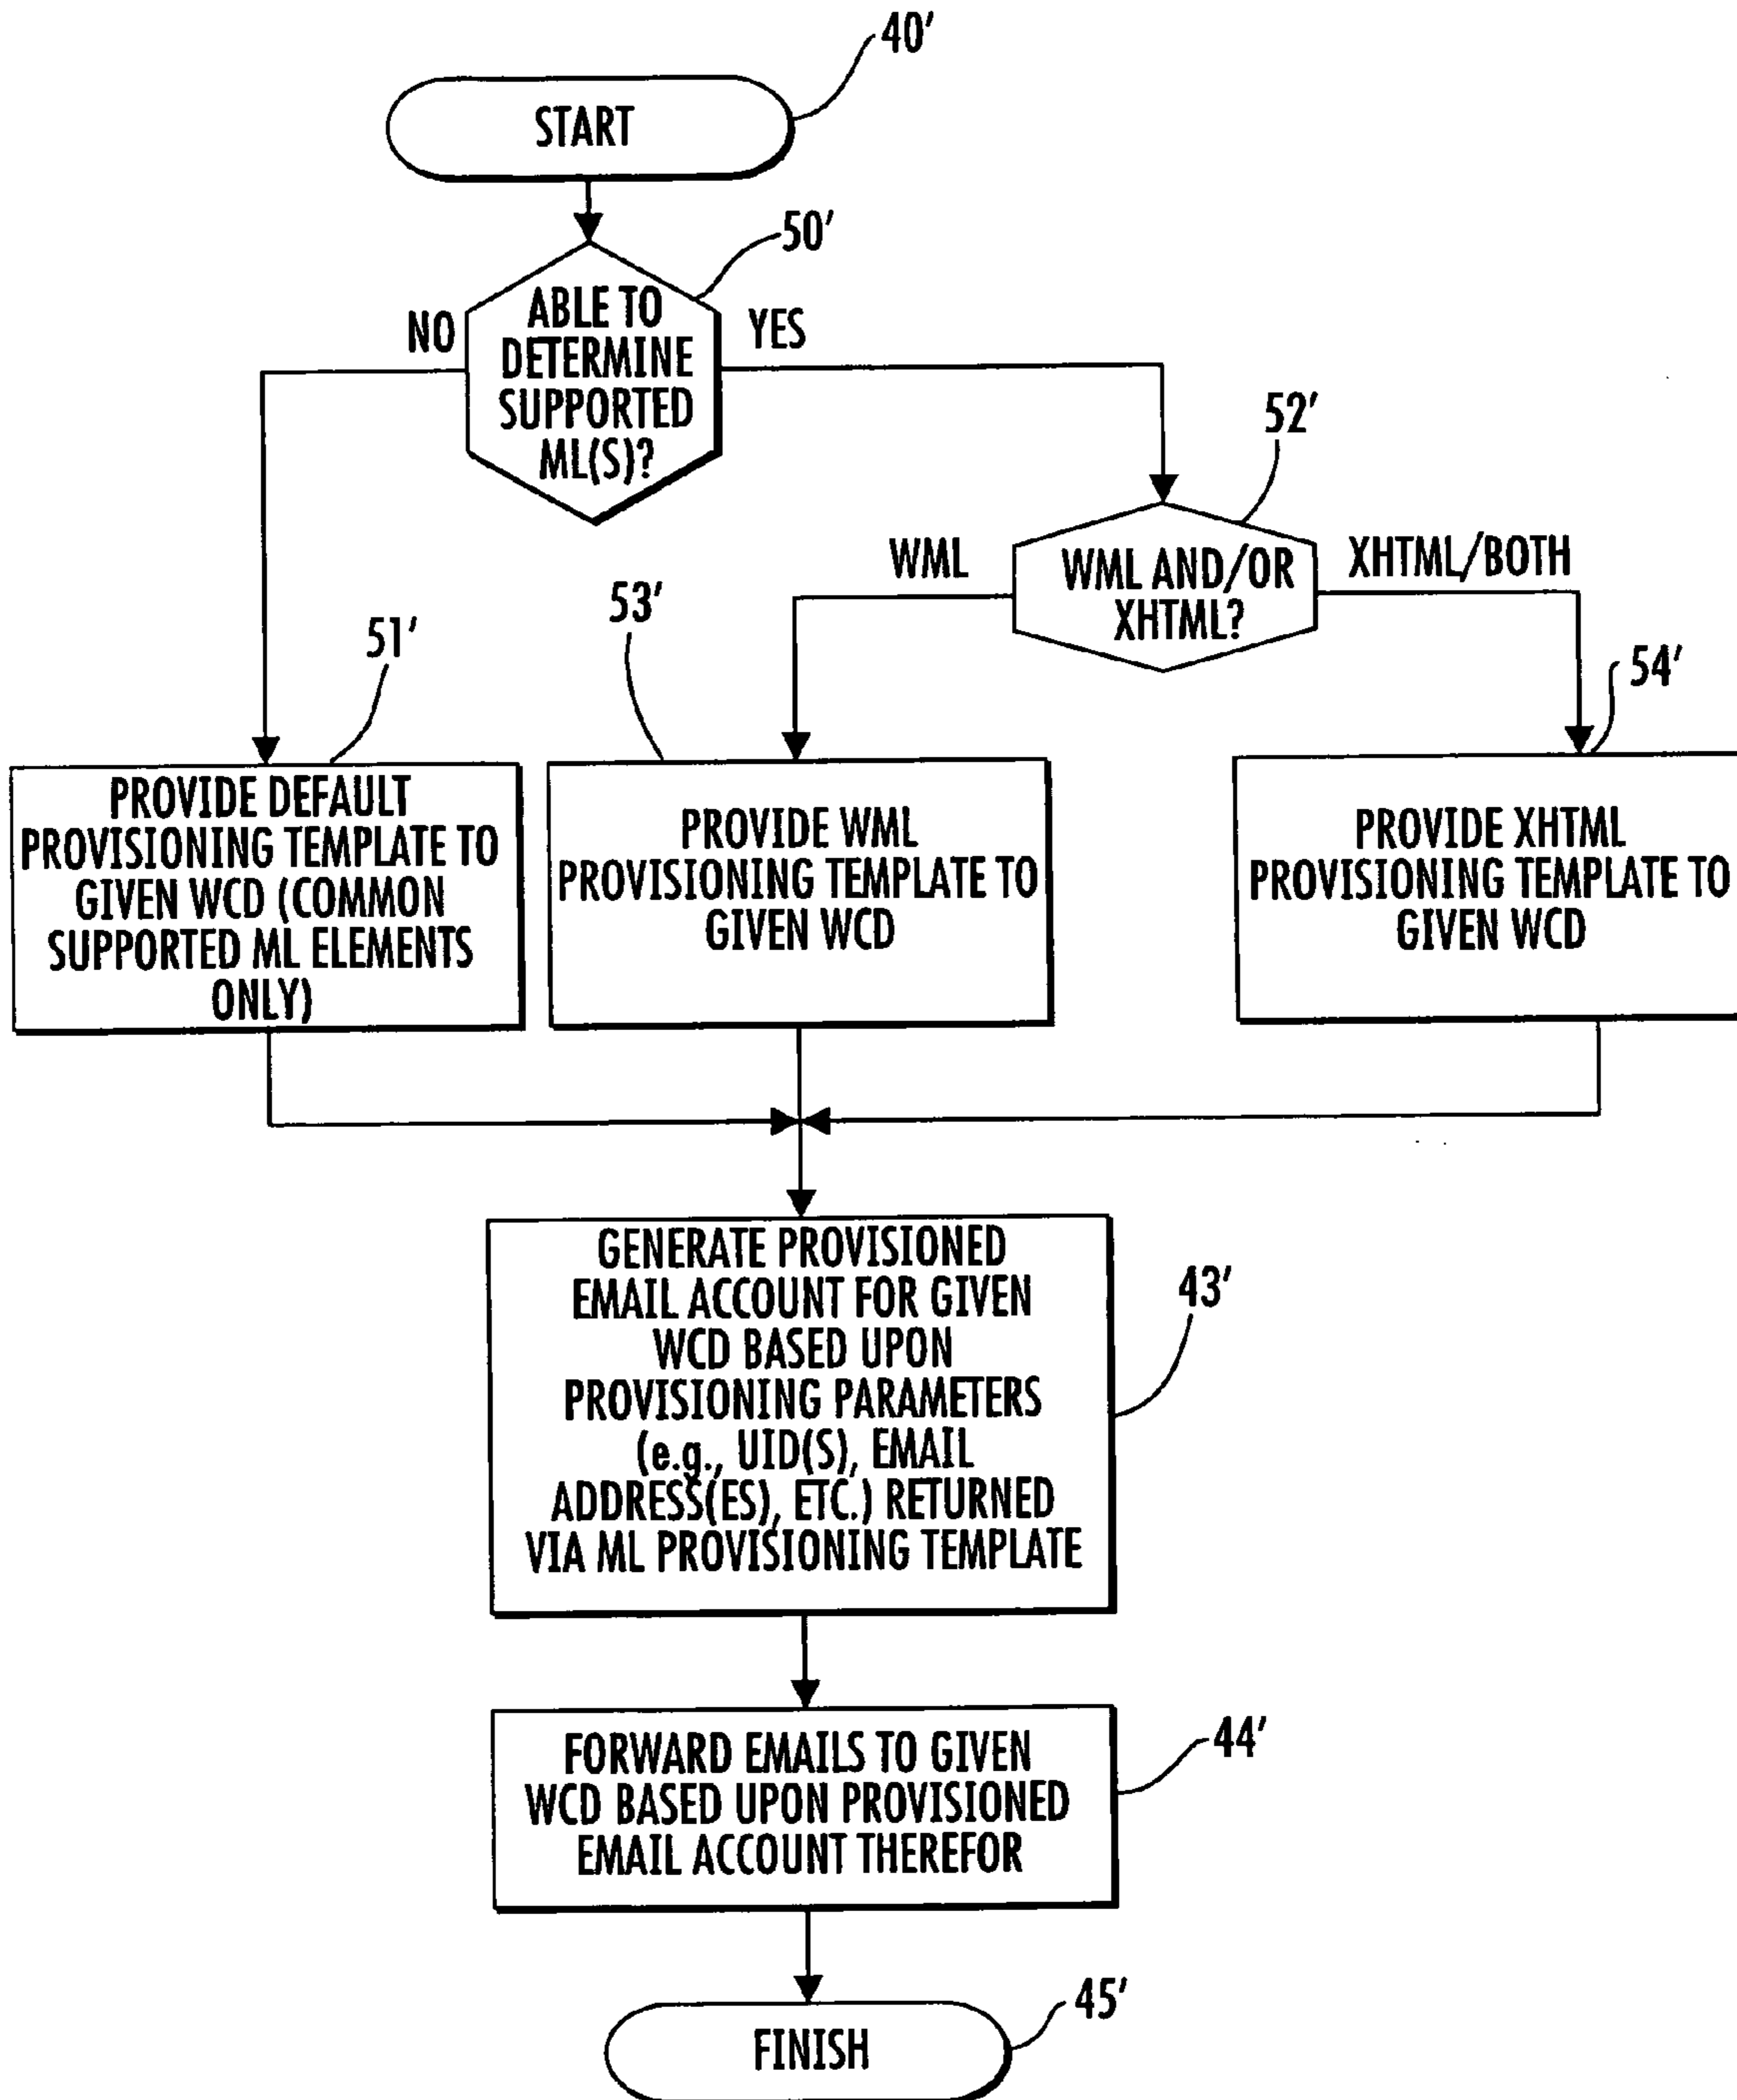 40'
START
50'
NO
ABLE TO
DETERMINE
SUPPORTED
ML(S)?
YES
52'
WML
WML AND/OR
XHTML?
XHTML/BOTH
51'
53'
54'
PROVIDE DEFAULT
PROVISIONING TEMPLATE TO
GIVEN WCD (COMMON
SUPPORTED ML ELEMENTS
ONLY)
PROVIDE WML
PROVISIONING TEMPLATE TO
GIVEN WCD
PROVIDE XHTML
PROVISIONING TEMPLATE TO
GIVEN WCD
GENERATE PROVISIONED
EMAIL ACCOUNT FOR GIVEN
WCD BASED UPON
PROVISIONING PARAMETERS
(e.g., UID(S), EMAIL
ADDRESS(ES), ETC.) RETURNED
VIA ML PROVISIONING TEMPLATE
43'
FORWARD EMAILS TO GIVEN
WCD BASED UPON PROVISIONED
EMAIL ACCOUNT THEREFOR
44'
45'
FINISH